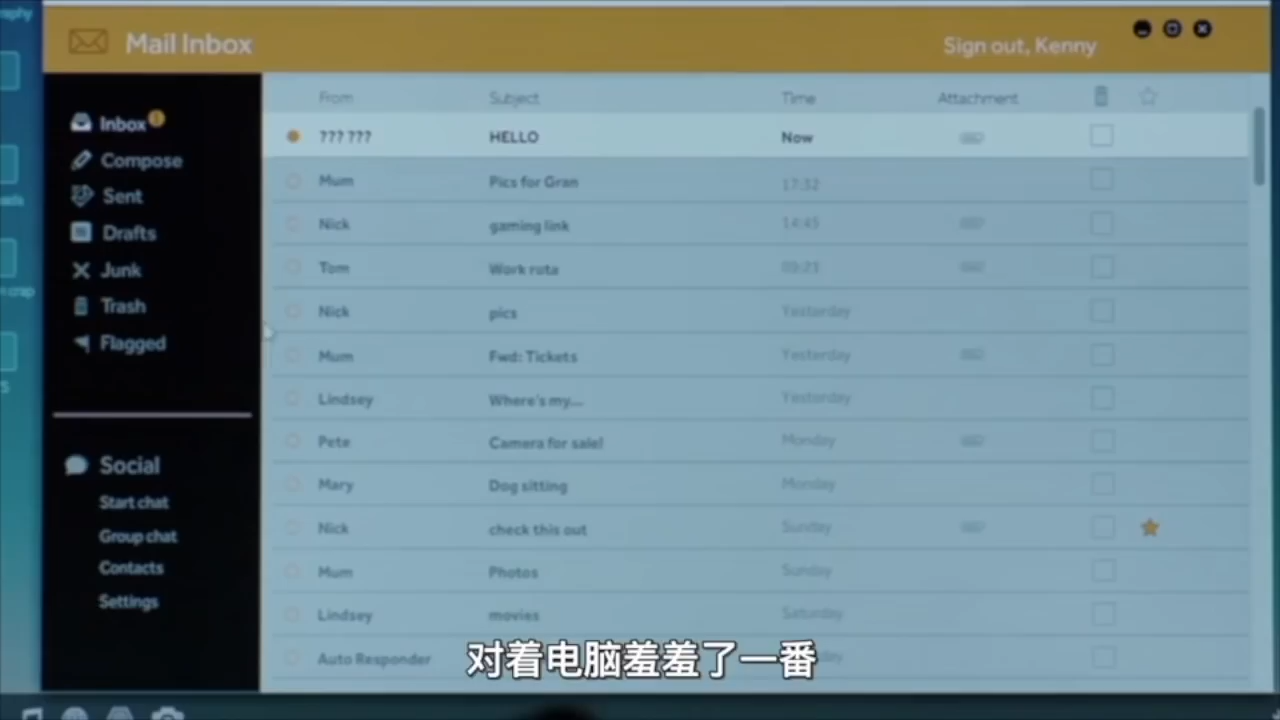 Mail Inbox
Sign out, Kenny
Inbox
Compose
Sent
Drafts
Junk
Trash
Flagged
Social
Start chat
Group chat
Contacts
Settings
From Subject Time Attachment
??? ??? HELLO Now
Mum Pics for Gran 17:32
Nick gaming link 14:45
Tom Work rota 09:21
Nick pics Yesterday
Mum Fwd: Tickets Yesterday
Lindsey Where's my... Yesterday
Pete Camera for sale! Monday
Mary Dog sitting Monday
Nick check this out Sunday
Mum Photos Sunday
Lindsey movies Saturday
Auto Responder
对着电脑羞羞了一番